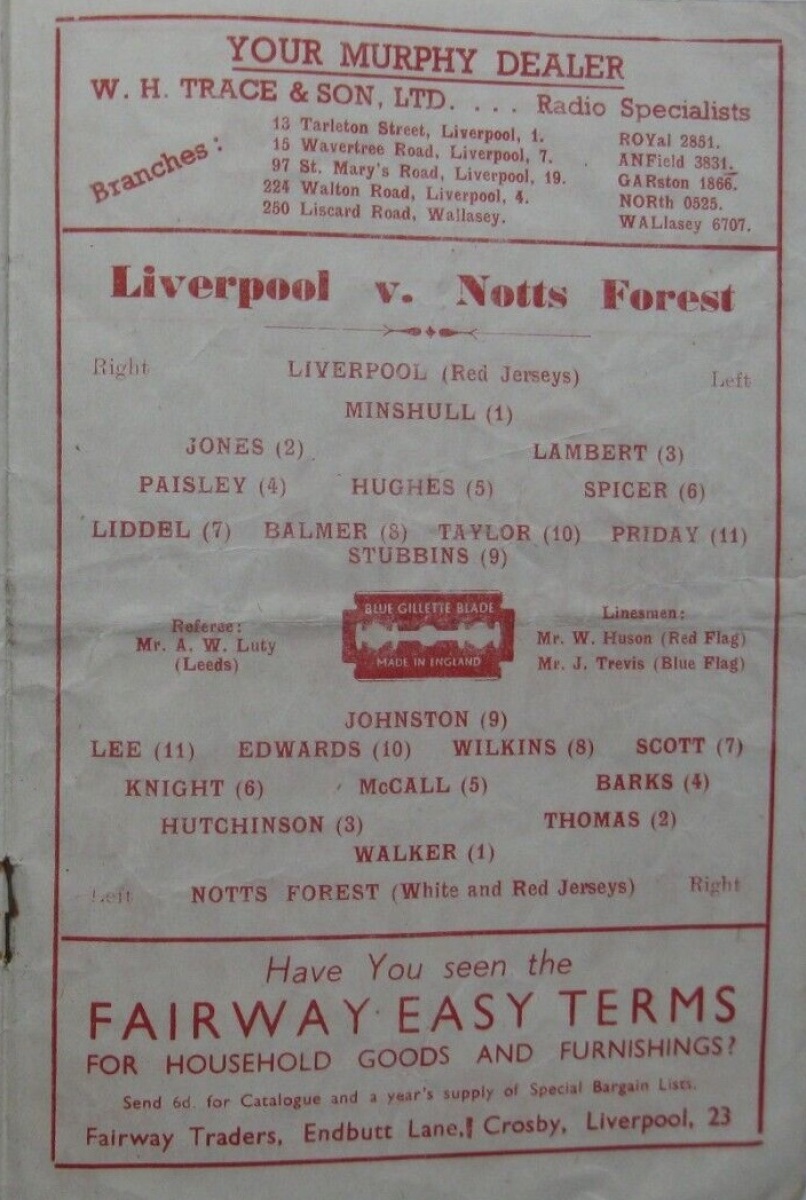 YOUR MURPHY DEALER
W. H. TRACE & SON, LTD. . . . Radio Specialists
Branches:
13 Tarleton Street, Liverpool, 1. ROYal 2851.
15 Wavertree Road, Liverpool, 7. ANField 3831.
97 St. Mary's Road, Liverpool, 19. GARston 1866.
224 Walton Road, Liverpool, 4. NORth 0525.
250 Liscard Road, Wallasey. WALlasey 6707.
Liverpool v. Notts Forest
Right LIVERPOOL (Red Jerseys) Left
MINSHULL (1)
JONES (2) LAMBERT (3)
PAISLEY (4) HUGHES (5) SPICER (6)
LIDDEL (7) BALMER (8) TAYLOR (10) PRIDAY (11)
STUBBINS (9)
Referee:
Mr. A. W. Luty
(Leeds)
BLUE GILLETTE BLADE
MADE IN ENGLAND
Linesmen:
Mr. W. Huson (Red Flag)
Mr. J. Trevis (Blue Flag)
JOHNSTON (9)
LEE (11) EDWARDS (10) WILKINS (8) SCOTT (7)
KNIGHT (6) McCALL (5) BARKS (4)
HUTCHINSON (3) THOMAS (2)
WALKER (1)
Left NOTTS FOREST (White and Red Jerseys) Right
Have You seen the
FAIRWAY EASY TERMS
FOR HOUSEHOLD GOODS AND FURNISHINGS?
Send 6d. for Catalogue and a year's supply of Special Bargain Lists.
Fairway Traders, Endbutt Lane, Crosby, Liverpool, 23